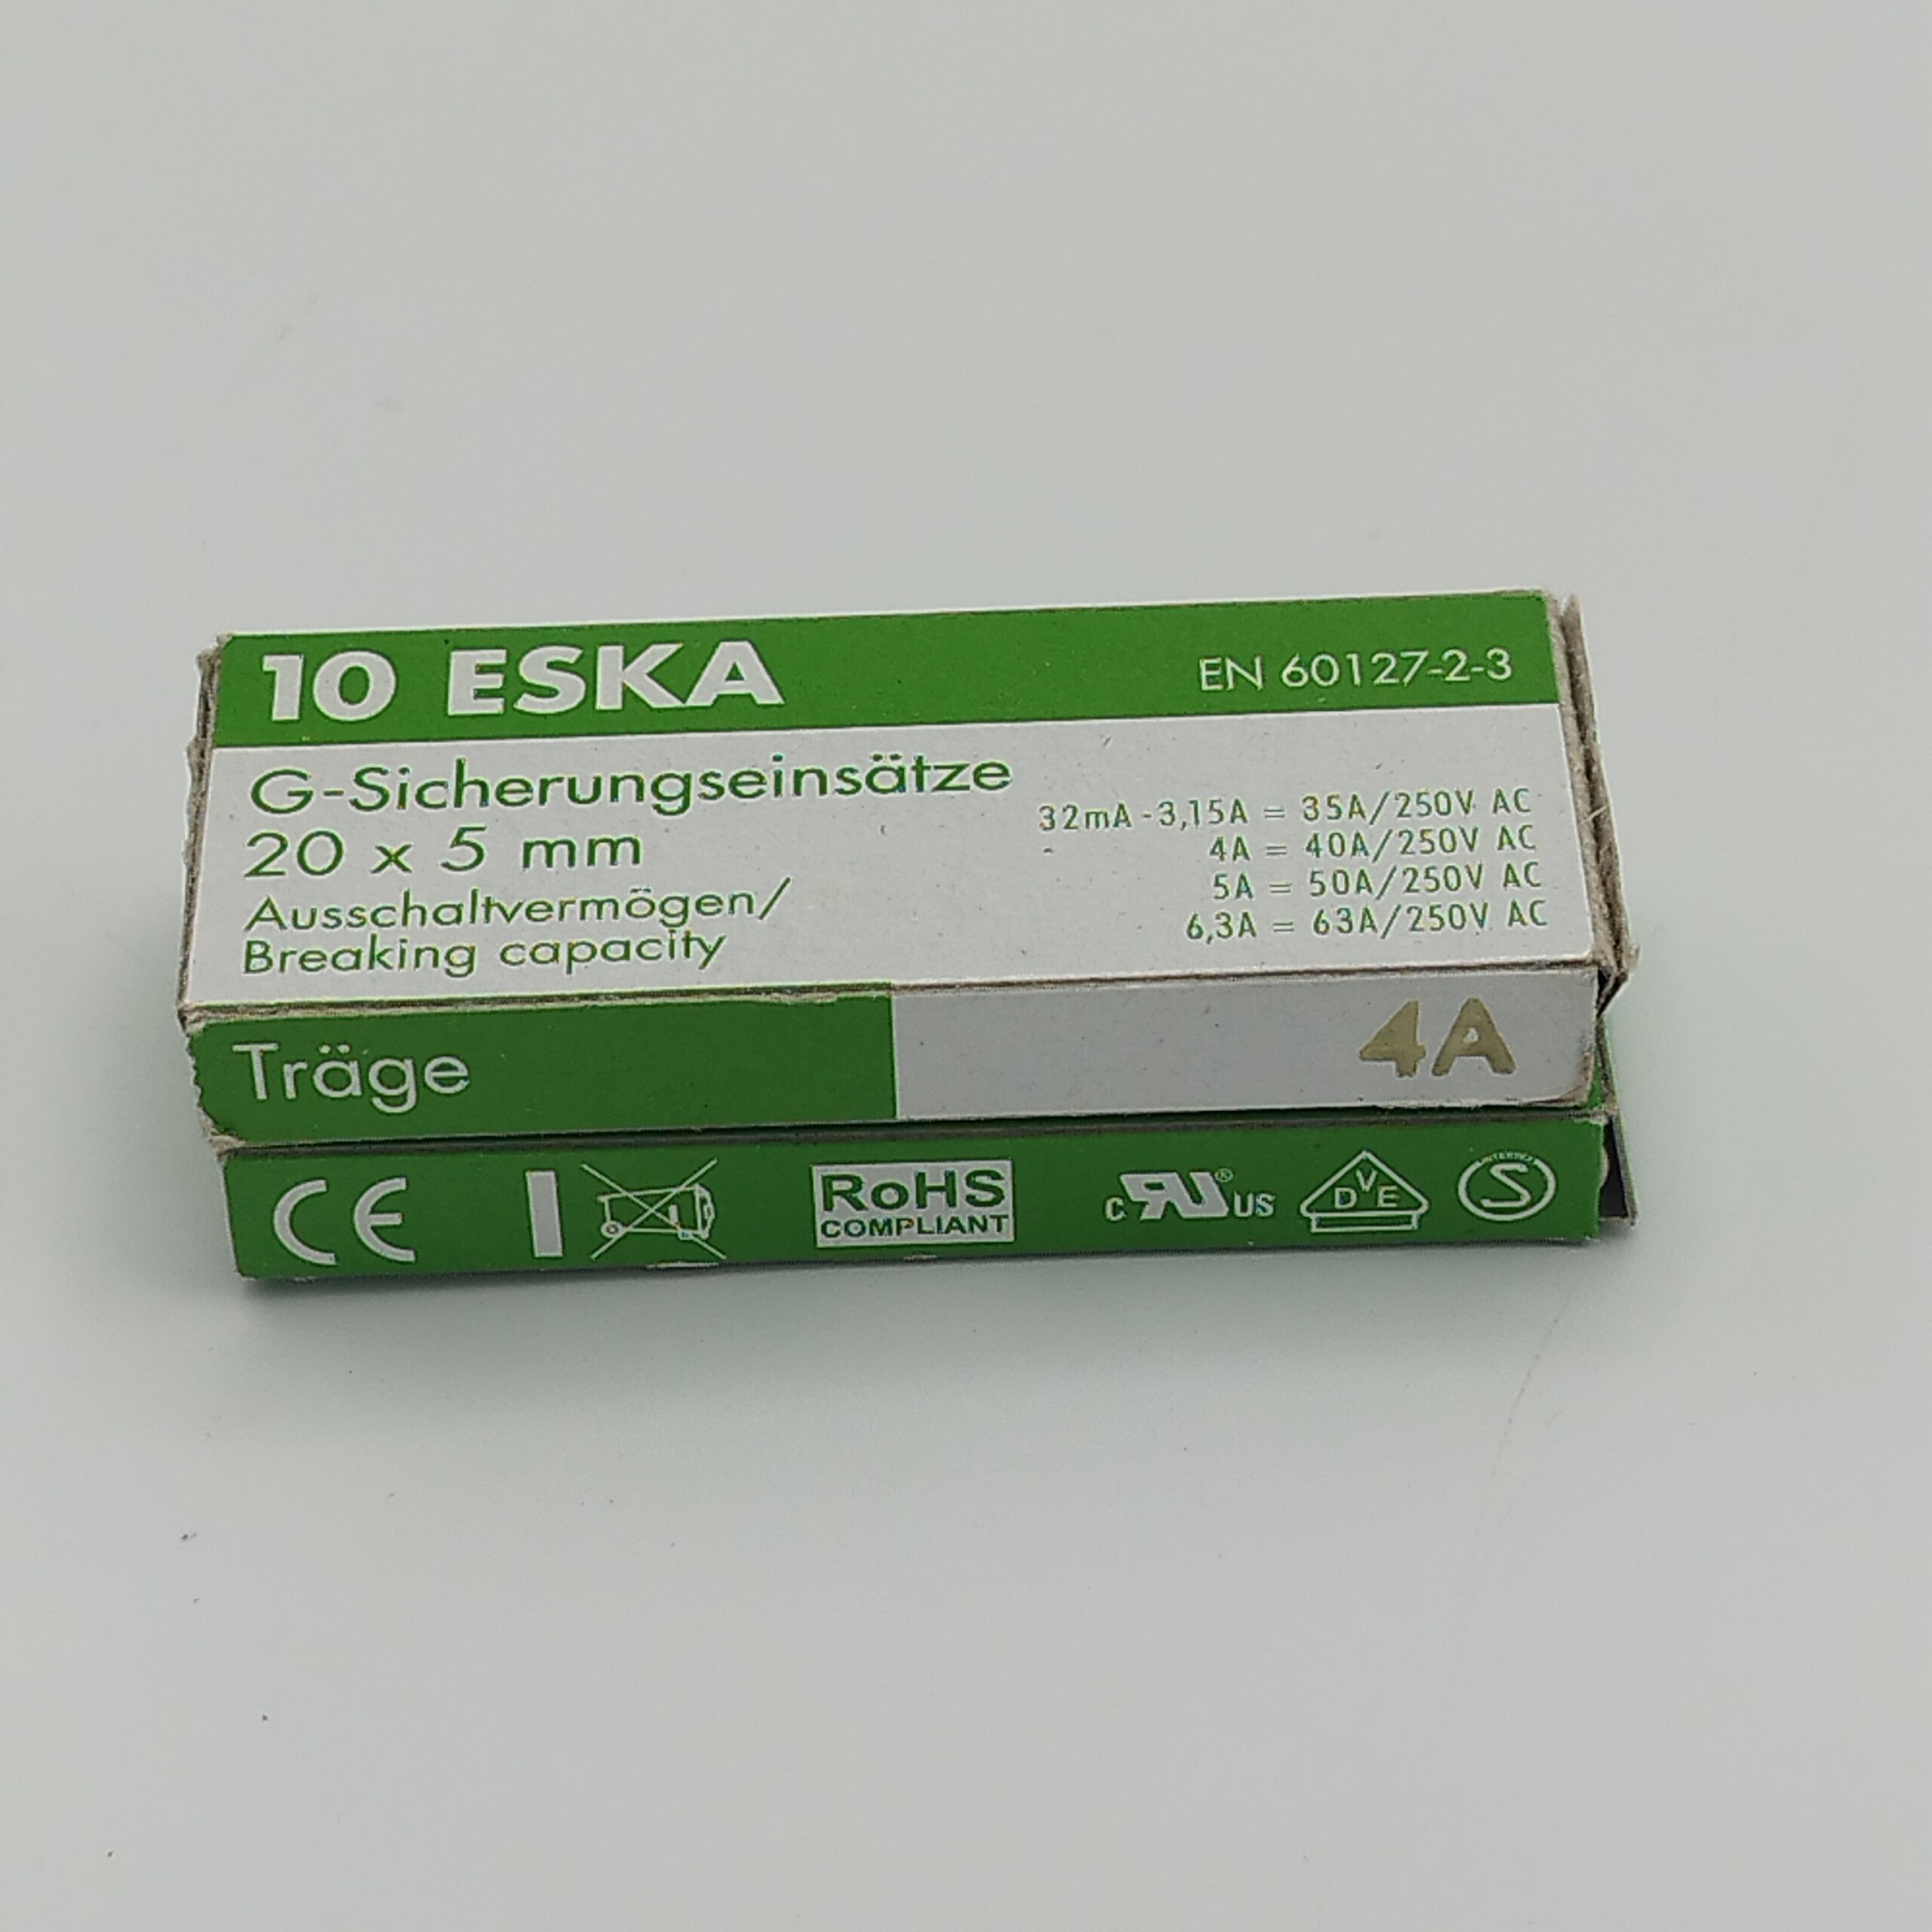 10 ESKA
EN 60127-2-3
G-Sicherungseinsätze
20 x 5 mm
Ausschaltvermögen/
Breaking capacity
32mA-3,15A = 35A/250V AC
4A = 40A/250V AC
5A = 50A/250V AC
6,3A = 63A/250V AC
Träge
4A
CE
RoHS
COMPLIANT
c RU® US
DVE
S